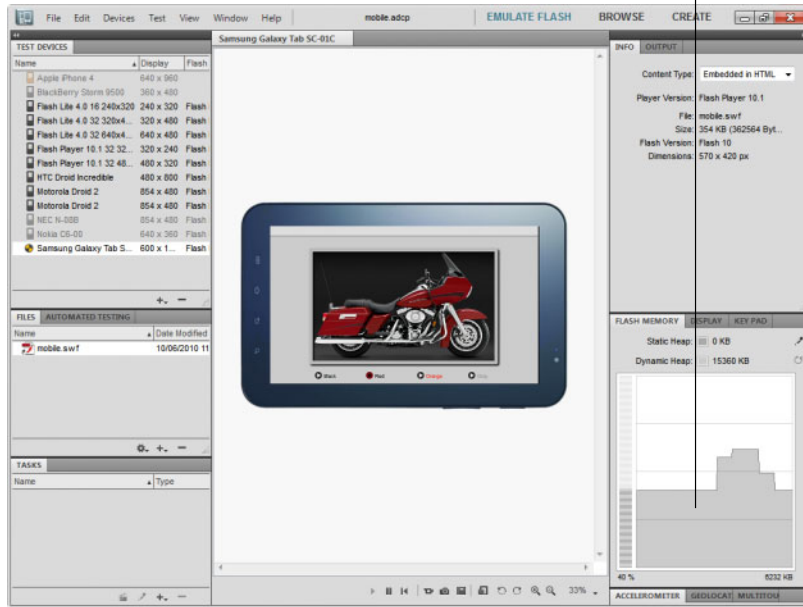 File Edit Devices Test View Window Help mobile.adcp EMULATE FLASH BROWSE CREATE
TEST DEVICES
Name Display Flash
Apple iPhone 4 640 x 960
BlackBerry Storm 9500 360 x 480
Flash Lite 4.0 16 240x320 240 x 320 Flash
Flash Lite 4.0 32 320x4... 320 x 480 Flash
Flash Lite 4.0 32 640x4... 640 x 480 Flash
Flash Player 10.1 32 32... 320 x 240 Flash
Flash Player 10.1 32 48... 480 x 320 Flash
HTC Droid Incredible 480 x 800 Flash
Motorola Droid 2 854 x 480 Flash
Motorola Droid 2 854 x 480 Flash
NEC N-08B 854 x 480 Flash
Nokia C6-00 640 x 360 Flash
Samsung Galaxy Tab S... 600 x 1... Flash
FILES AUTOMATED TESTING
Name Date Modified
mobile.swf 10/06/2010 11
TASKS
Name Type
Samsung Galaxy Tab SC-01C
Black Red Orange
33%
INFO OUTPUT
Content Type: Embedded in HTML
Player Version: Flash Player 10.1
File: mobile.swf
Size: 354 KB (362564 Byt...
Flash Version: Flash 10
Dimensions: 570 x 420 px
FLASH MEMORY DISPLAY KEY PAD
Static Heap: 0 KB
Dynamic Heap: 15360 KB
40 % 6232 KB
ACCELEROMETER GEOLOCAT MULTITOU